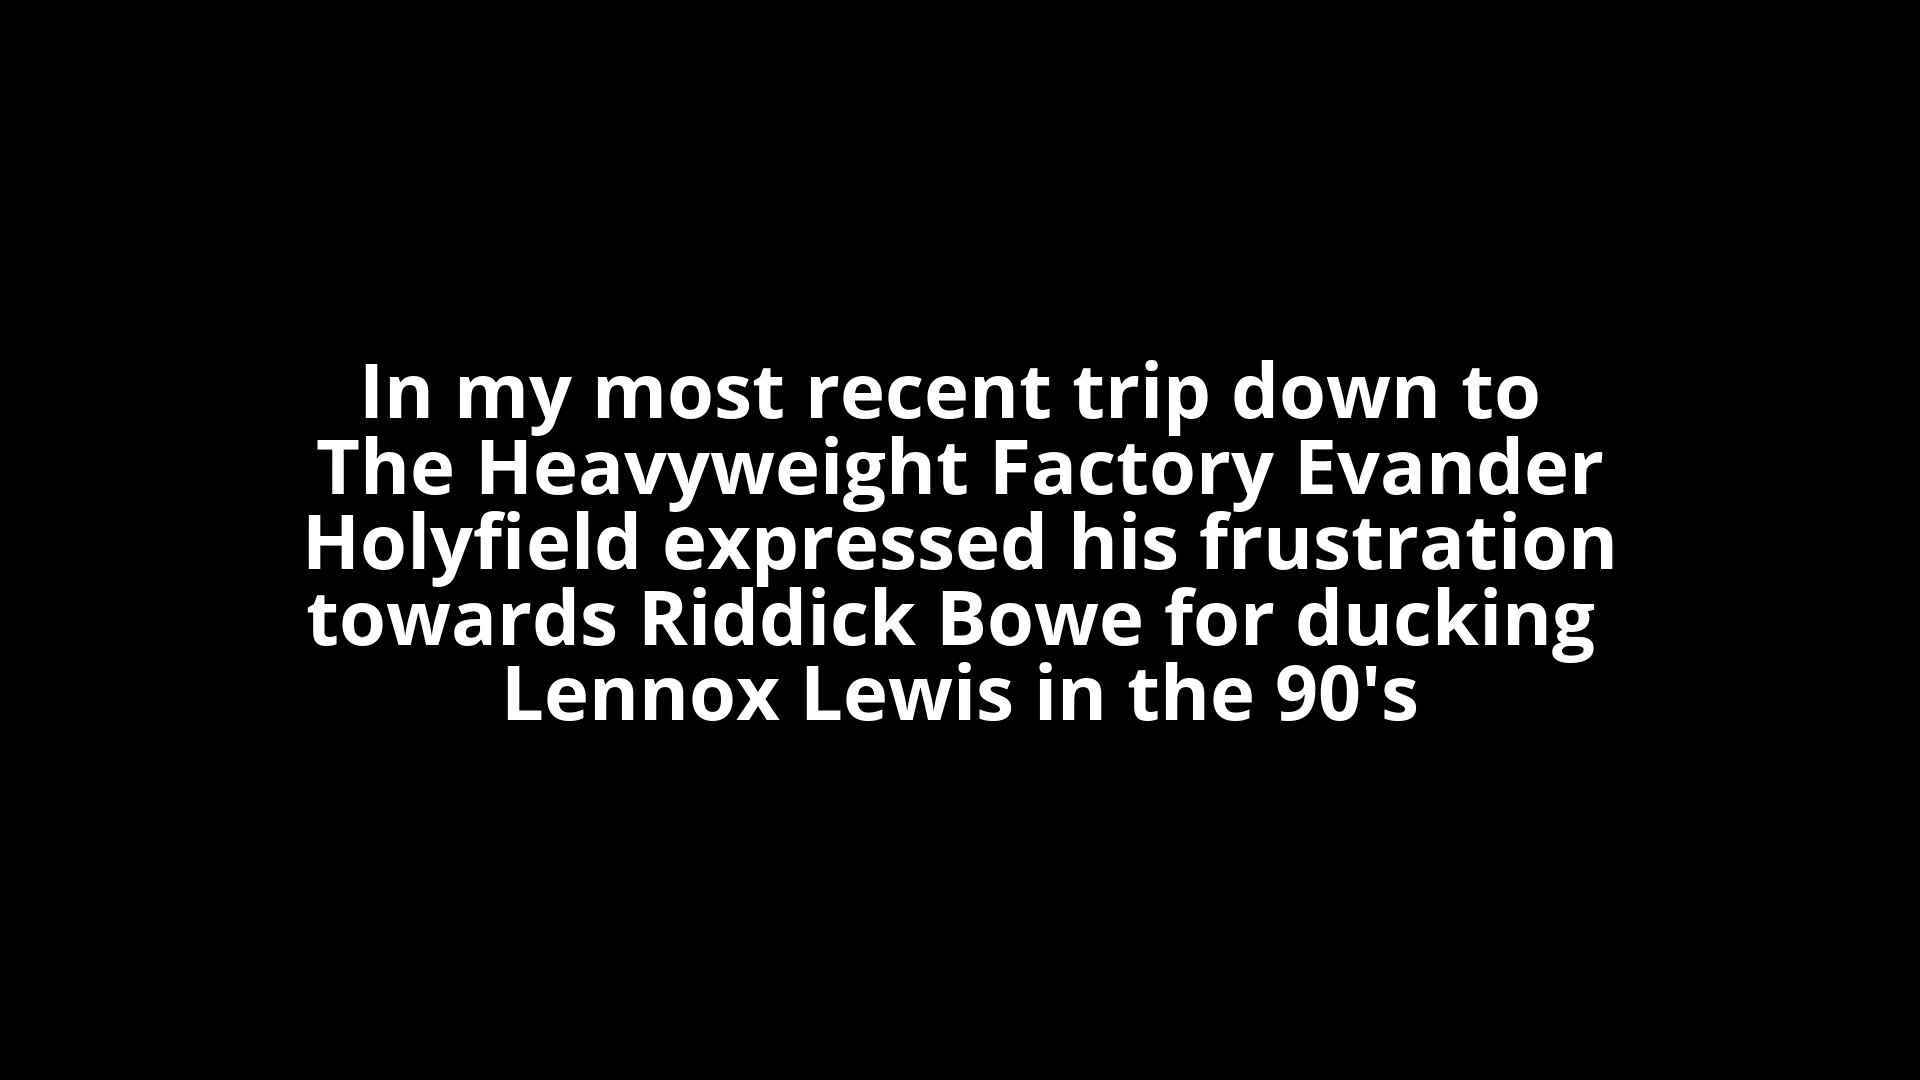 In my most recent trip down to
The Heavyweight Factory Evander
Holyfield expressed his frustration
towards Riddick Bowe for ducking
Lennox Lewis in the 90's